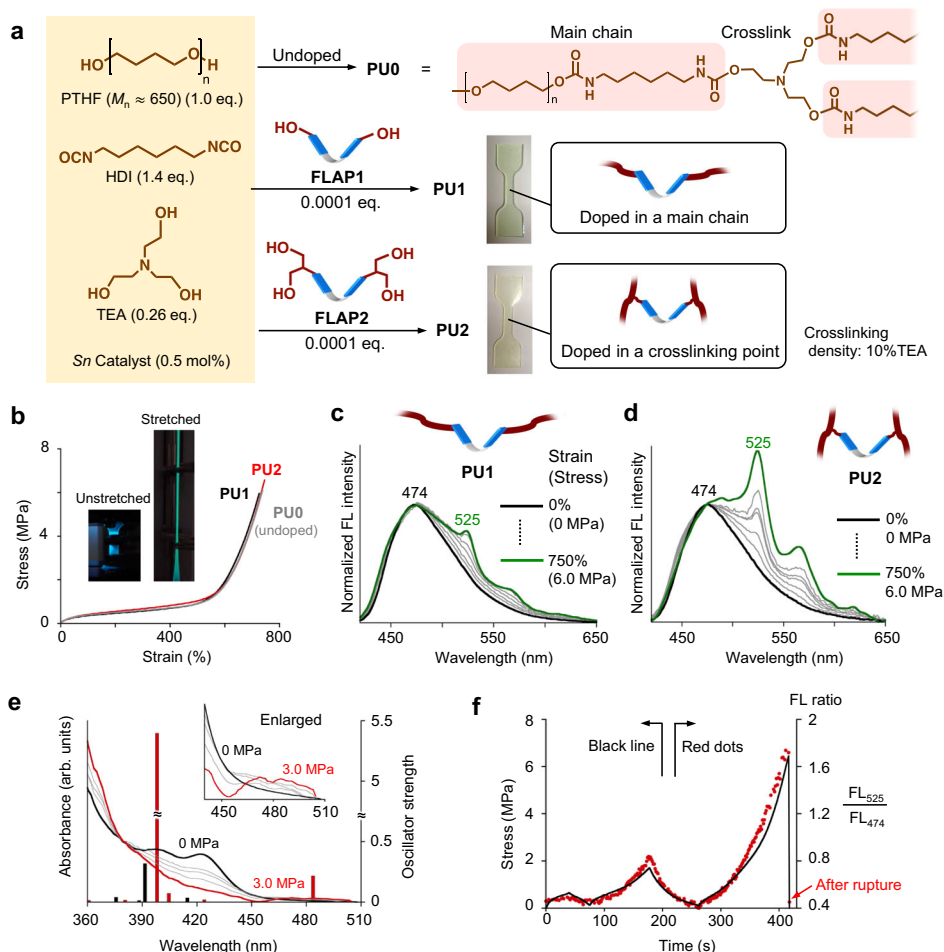 a
HO
O
H
n
PTHF (Mn ≈ 650) (1.0 eq.)
OCN
NCO
HDI (1.4 eq.)
OH
N
HO
OH
TEA (0.26 eq.)
Sn Catalyst (0.5 mol%)
Undoped
PU0 =
Main chain
Crosslink
O
n
O
O
N
H
H
N
O
O
N
O
O
N
H
O
O
N
H
HO
OH
FLAP1
0.0001 eq.
PU1
Doped in a main chain
HO
OH
HO
OH
FLAP2
0.0001 eq.
PU2
Doped in a crosslinking point
Crosslinking
density: 10%TEA
b
Stretched
Unstretched
PU2
PU1
PU0
(undoped)
Stress (MPa)
8
4
0
0
400
800
Strain (%)
c
PU1
Strain
(Stress)
0%
(0 MPa)
750%
(6.0 MPa)
474
525
Normalized FL intensity
450
550
650
Wavelength (nm)
d
PU2
525
474
0%
0 MPa
750%
6.0 MPa
Normalized FL intensity
450
550
650
Wavelength (nm)
e
Absorbance (arb. units)
Enlarged
0 MPa
3.0 MPa
450
480
510
0 MPa
3.0 MPa
≈
≈
5.5
5
0.5
0
Oscillator strength
360
390
420
450
480
510
Wavelength (nm)
f
FL ratio
Black line
Red dots
Stress (MPa)
8
6
4
2
0
2
1.6
1.2
0.8
0.4
FL525
FL474
After rupture
0
100
200
300
400
Time (s)